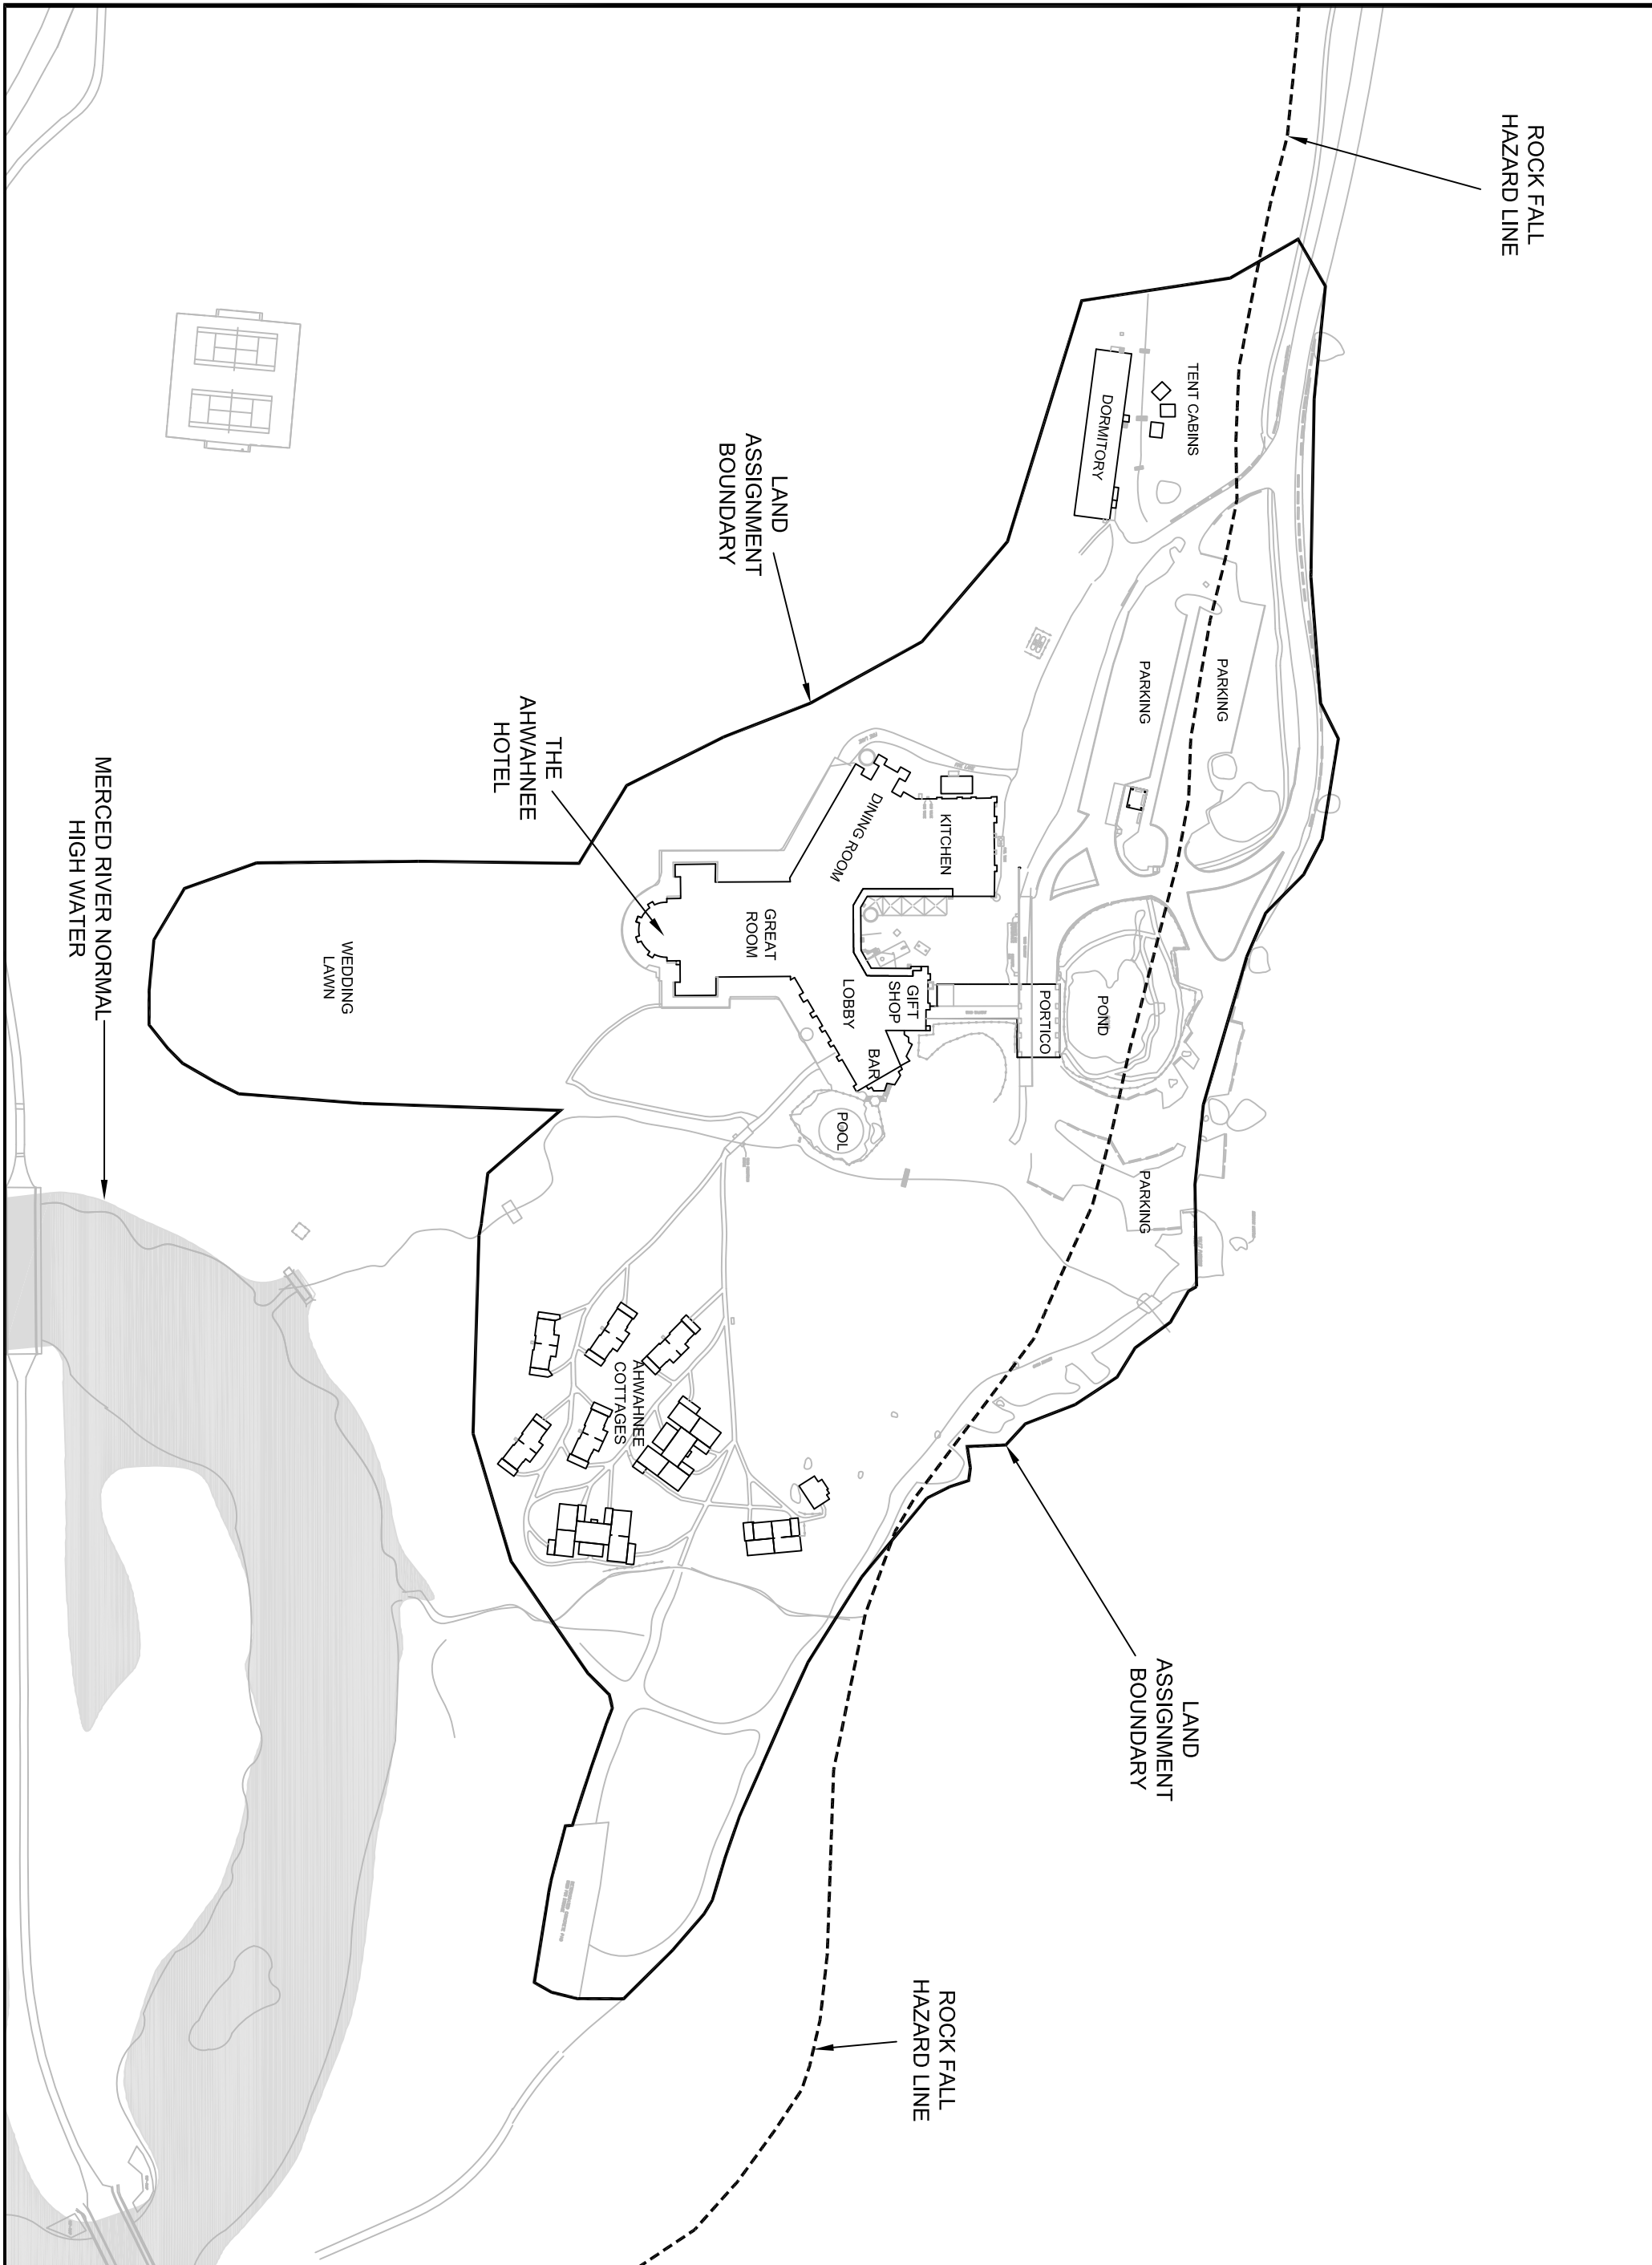 ROCK FALL
HAZARD LINE
TENT CABINS
DORMITORY
LAND
ASSIGNMENT
BOUNDARY
PARKING
PARKING
THE
AHWAHNEE
HOTEL
DINING ROOM
KITCHEN
GREAT
ROOM
LOBBY
GIFT
SHOP
BAR
PORTICO
POND
POOL
PARKING
WEDDING
LAWN
MERCED RIVER NORMAL
HIGH WATER
AHWAHNEE
COTTAGES
LAND
ASSIGNMENT
BOUNDARY
ROCK FALL
HAZARD LINE